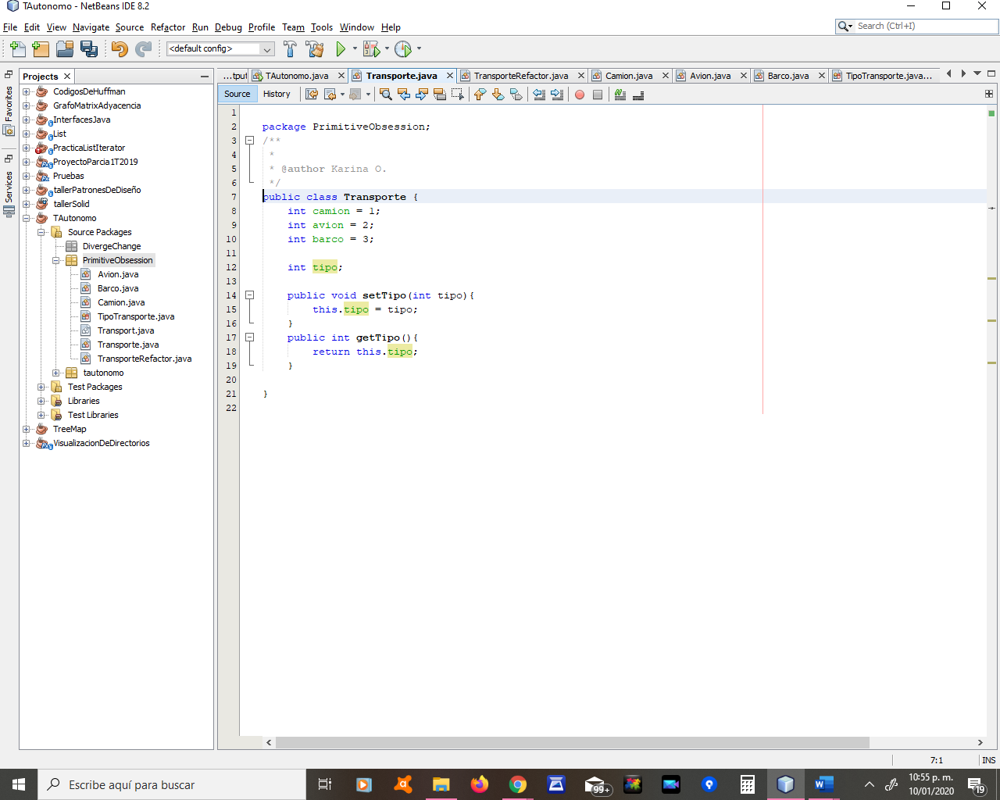 TAutonomo - NetBeans IDE 8.2
File Edit View Navigate Source Refactor Run Debug Profile Team Tools Window Help
Search (Ctrl+I)
<default config>
Favorites
Services
Projects
CodigosDeHuffman
GrafoMatrixAdyacencia
InterfacesJava
List
PracticaListIterator
ProyectoParcia1T2019
Pruebas
tallerPatronesDeDiseño
tallerSolid
TAutonomo
Source Packages
DivergeChange
PrimitiveObsession
Avion.java
Barco.java
Camion.java
TipoTransporte.java
Transport.java
Transporte.java
TransporteRefactor.java
tautonomo
Test Packages
Libraries
Test Libraries
TreeMap
VisualizacionDeDirectorios
...tput TAutonomo.java Transporte.java TransporteRefactor.java Camion.java Avion.java Barco.java TipoTransporte.java...
Source History
1
2 package PrimitiveObsession;
3 /**
4 *
5 * @author Karina O.
6 */
7 public class Transporte {
8 int camion = 1;
9 int avion = 2;
10 int barco = 3;
11
12 int tipo;
13
14 public void setTipo(int tipo){
15 this.tipo = tipo;
16 }
17 public int getTipo(){
18 return this.tipo;
19 }
20
21 }
22
7:1 INS
Escribe aquí para buscar
99+
10:55 p. m.
10/01/2020
19